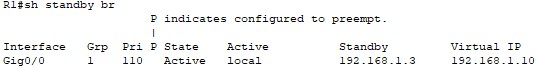 R1#sh standby br
P indicates configured to preempt.
|
Interface Grp Pri P State Active Standby Virtual IP
Gig0/0 1 110 Active local 192.168.1.3 192.168.1.10